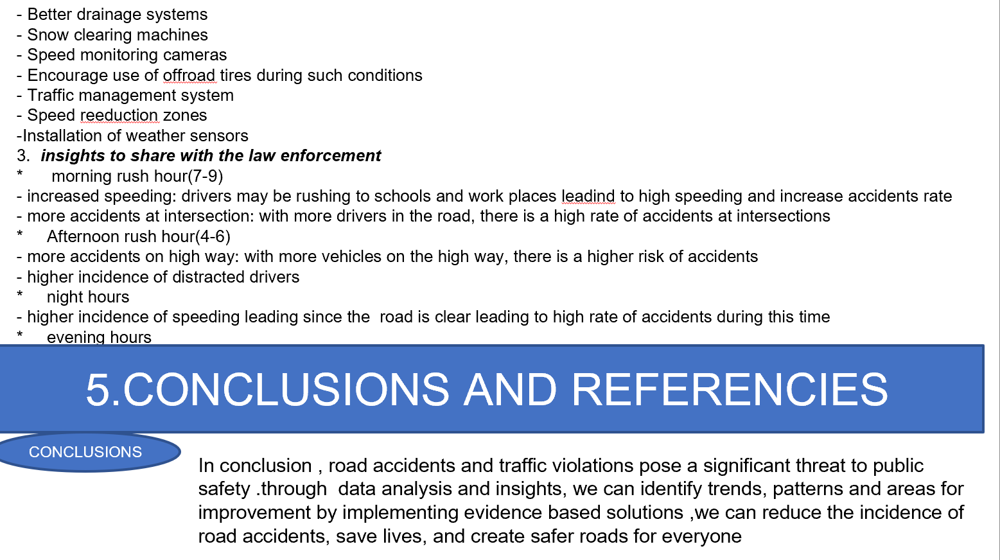 - Better drainage systems
- Snow clearing machines
- Speed monitoring cameras
- Encourage use of offroad tires during such conditions
- Traffic management system
- Speed reeduction zones
-Installation of weather sensors
3.  insights to share with the law enforcement
*      morning rush hour(7-9)
- increased speeding: drivers may be rushing to schools and work places leadind to high speeding and increase accidents rate
- more accidents at intersection: with more drivers in the road, there is a high rate of accidents at intersections
*     Afternoon rush hour(4-6)
- more accidents on high way: with more vehicles on the high way, there is a higher risk of accidents
- higher incidence of distracted drivers
*     night hours
- higher incidence of speeding leading since the  road is clear leading to high rate of accidents during this time
*     evening hours
5.CONCLUSIONS AND REFERENCIES
CONCLUSIONS
In conclusion , road accidents and traffic violations pose a significant threat to public
safety .through  data analysis and insights, we can identify trends, patterns and areas for
improvement by implementing evidence based solutions ,we can reduce the incidence of
road accidents, save lives, and create safer roads for everyone